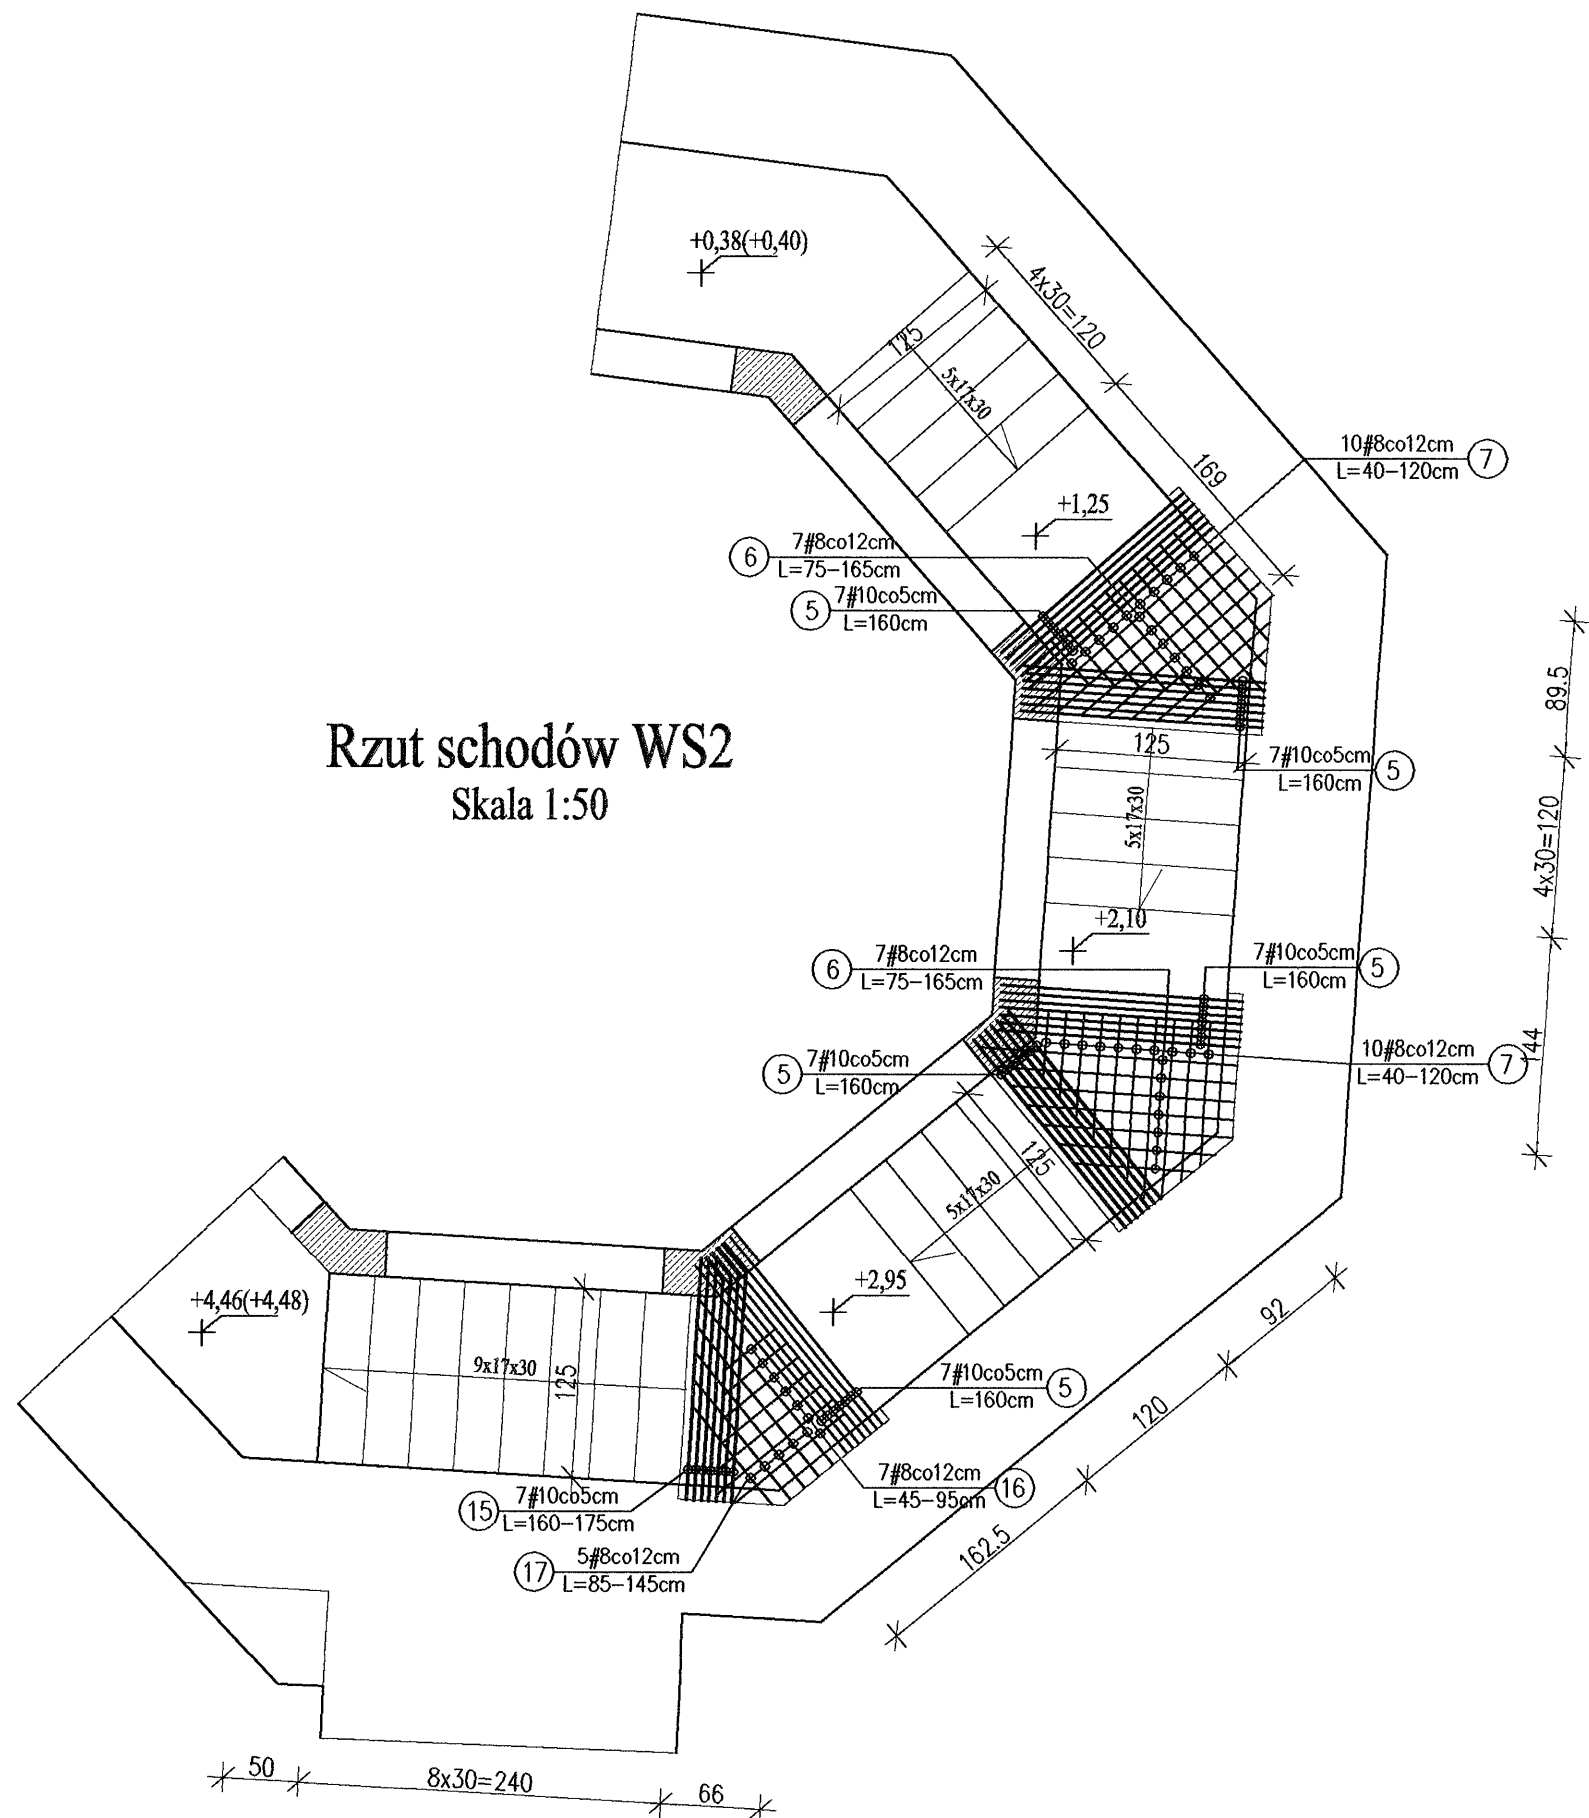 +0,38(+0,40)
4x30=120
125
5x17x30
169
10#8co12cm
L=40-120cm
7
+1,25
7#8co12cm
L=75-165cm
6
7#10co5cm
L=160cm
5
89.5
Rzut schodów WS2
Skala 1:50
125
7#10co5cm
L=160cm
5
5x17x30
4x30=120
+2,10
7#8co12cm
L=75-165cm
6
7#10co5cm
L=160cm
5
144
10#8co12cm
L=40-120cm
7
7#10co5cm
L=160cm
5
125
5x17x30
+2,95
92
+4,46(+4,48)
9x17x30
125
7#10co5cm
L=160cm
5
120
7#8co12cm
L=45-95cm
16
7#10co5cm
L=160-175cm
15
162.5
5#8co12cm
L=85-145cm
17
50
8x30=240
66